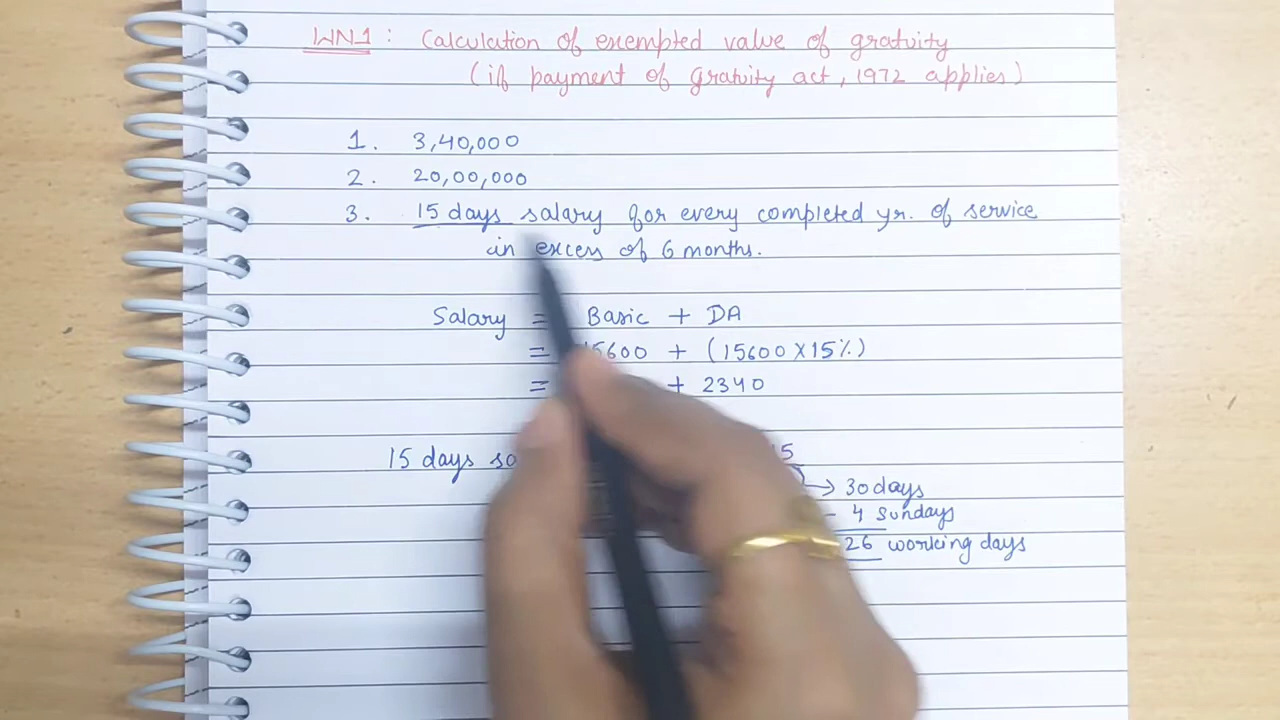 WN1 : Calculation of exempted value of gratuity
(if payment of gratuity act, 1972 applies)
1. 3,40,000
2. 20,00,000
3. 15 days salary for every completed yr. of service
in excess of 6 months.
Salary = Basic + DA
= 15600 + (15600 X 15%)
= + 2340
15 days 15
→ 30 days
- 4 Sundays
26 working days